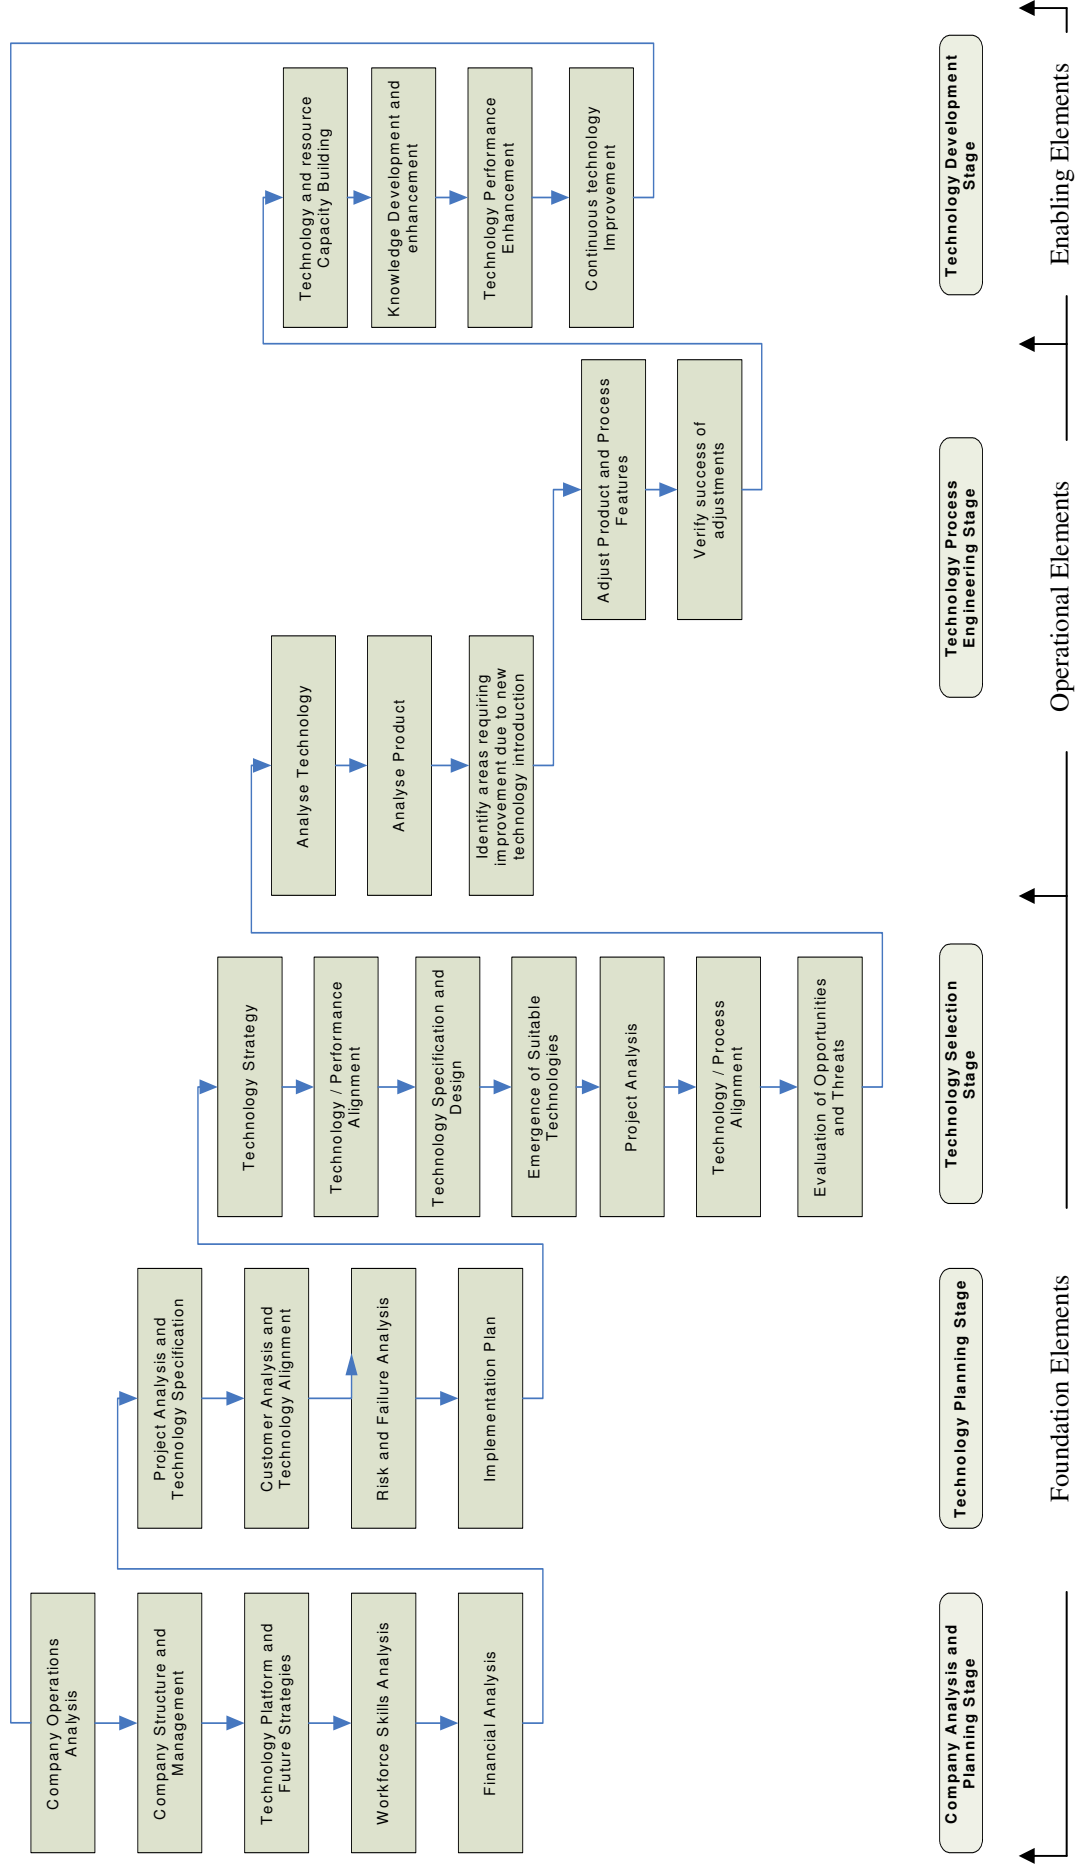 Company Operations
Analysis
Company Structure and
Management
Technology Platform and
Future Strategies
Workforce Skills Analysis
Financial Analysis
Project Analysis and
Technology Specification
Customer Analysis and
Technology Alignment
Risk and Failure Analysis
Implementation Plan
Technology Strategy
Technology / Performance
Alignment
Technology Specification and
Design
Emergence of Suitable
Technologies
Project Analysis
Technology / Process
Alignment
Evaluation of Opportunities
and Threats
Analyse Technology
Analyse Product
Identify areas requiring
improvement due to new
technology introduction
Adjust Product and Process
Features
Verify success of
adjustments
Technology and resource
Capacity Building
Knowledge Development and
enhancement
Technology Performance
Enhancement
Continuous technology
Improvement
Company Analysis and
Planning Stage
Technology Planning Stage
Technology Selection
Stage
Technology Process
Engineering Stage
Technology Development
Stage
Foundation Elements
Operational Elements
Enabling Elements